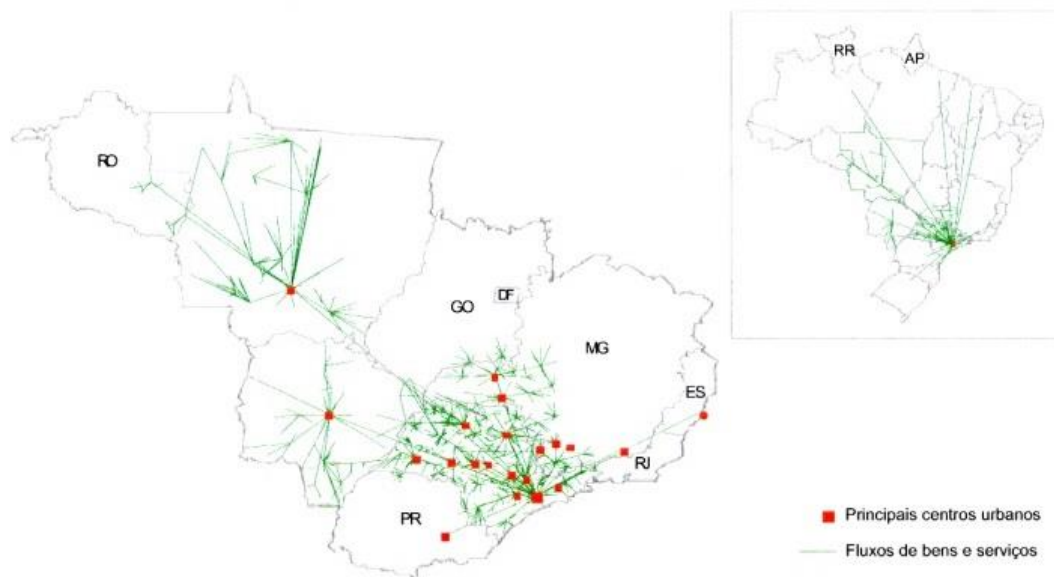 RR
AP
RO
GO
DF
MG
ES
RJ
PR
Principais centros urbanos
Fluxos de bens e serviços